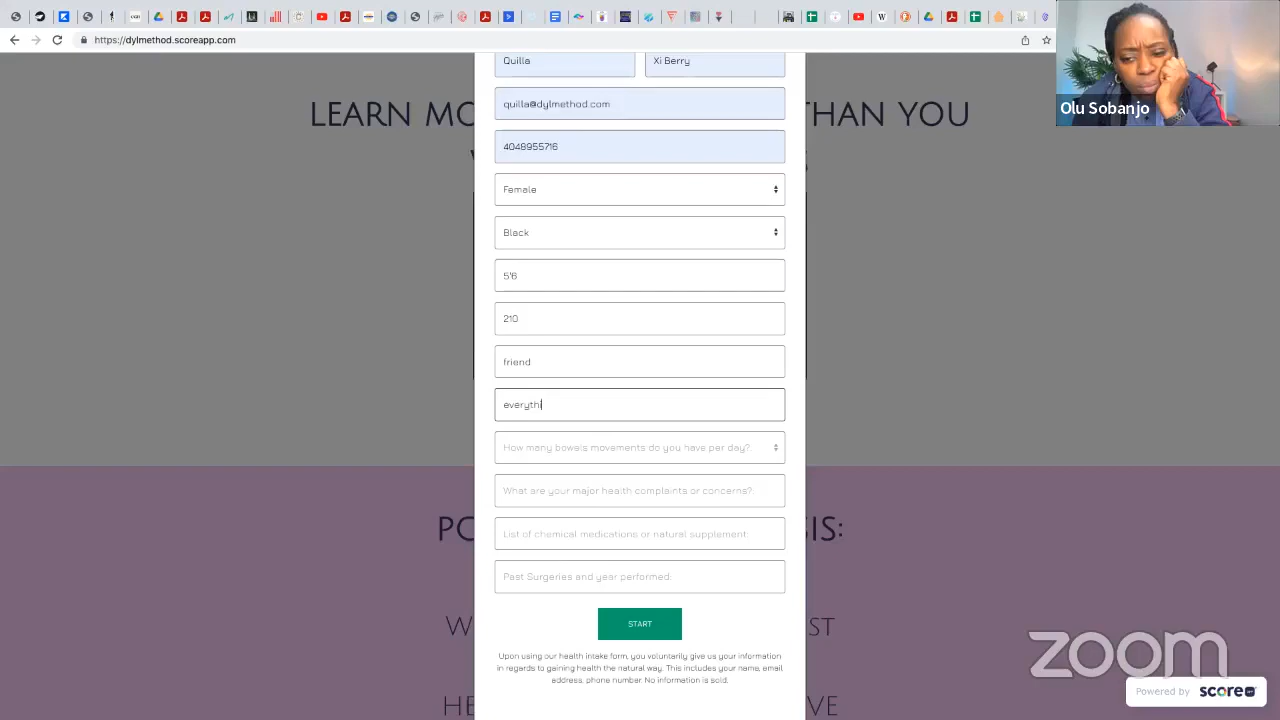 https://dylmethod.scoreapp.com
Olu Sobanjo
Quilla
Xi Berry
LEARN MO
THAN YOU
quilla@dylmethod.com
4048955716
Female
Black
5'6
210
friend
everythi
How many bowels movements do you have per day?:
What are your major health complaints or concerns?:
List of chemical medications or natural supplement:
PO
SIS:
Past Surgeries and year performed:
START
W
ST
Upon using our health intake form, you voluntarily give us your information
in regards to gaining health the natural way. This includes your name, email
address, phone number. No information is sold.
HE
VE
zoom
Powered by score